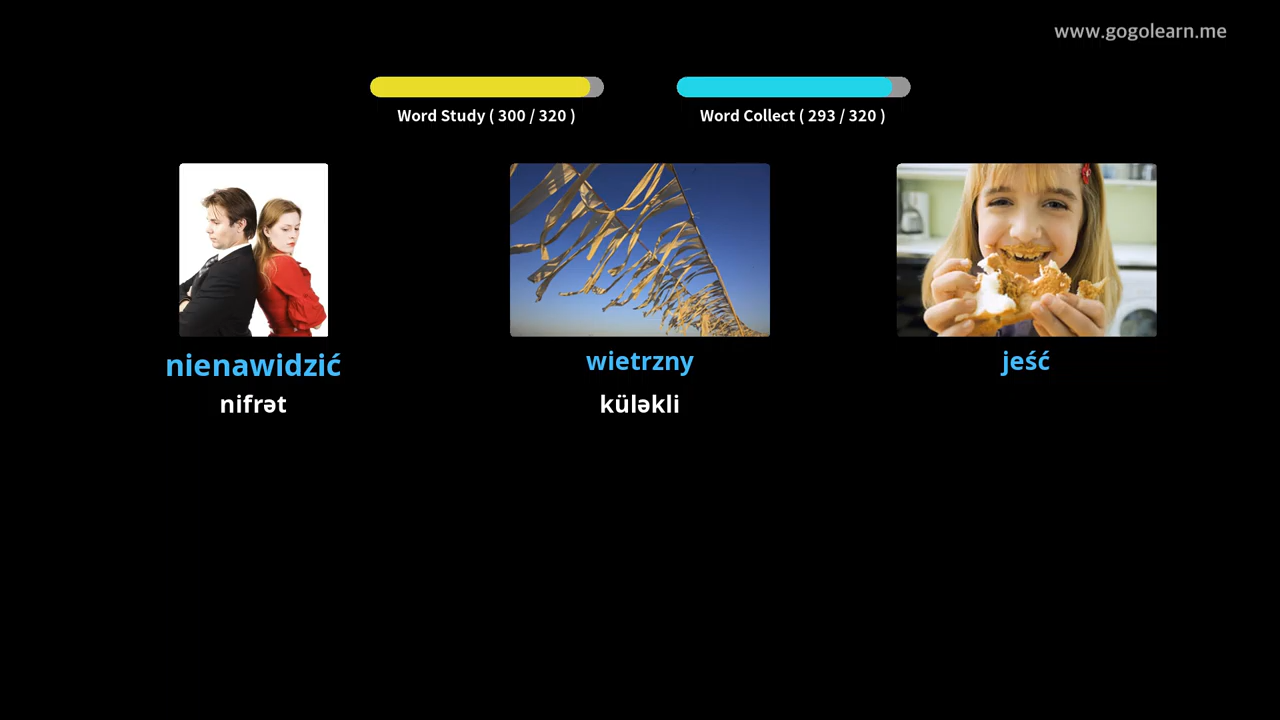 www.gogolearn.me
Word Study ( 300 / 320 )
Word Collect ( 293 / 320 )
nienawidzić
wietrzny
jeść
nifrət
küləkli